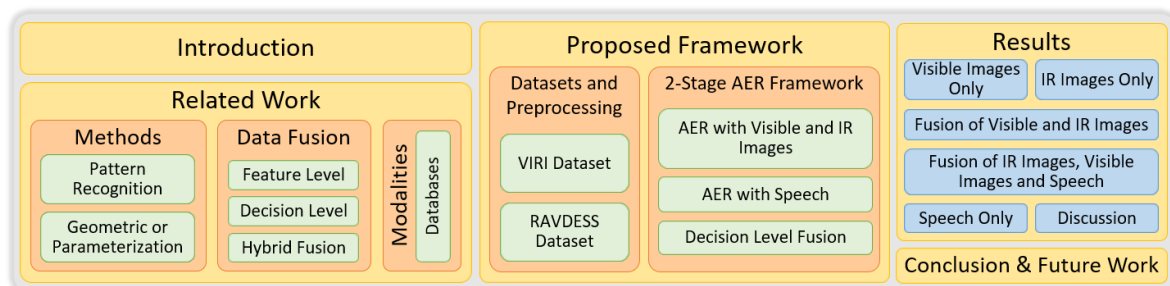 Introduction
Related Work
Methods
Pattern
Recognition
Geometric or
Parameterization
Data Fusion
Feature Level
Decision Level
Hybrid Fusion
Modalities
Databases
Proposed Framework
Datasets and
Preprocessing
VIRI Dataset
RAVDESS
Dataset
2-Stage AER Framework
AER with Visible and IR
Images
AER with Speech
Decision Level Fusion
Results
Visible Images
Only
IR Images Only
Fusion of Visible and IR Images
Fusion of IR Images, Visible
Images and Speech
Speech Only
Discussion
Conclusion & Future Work